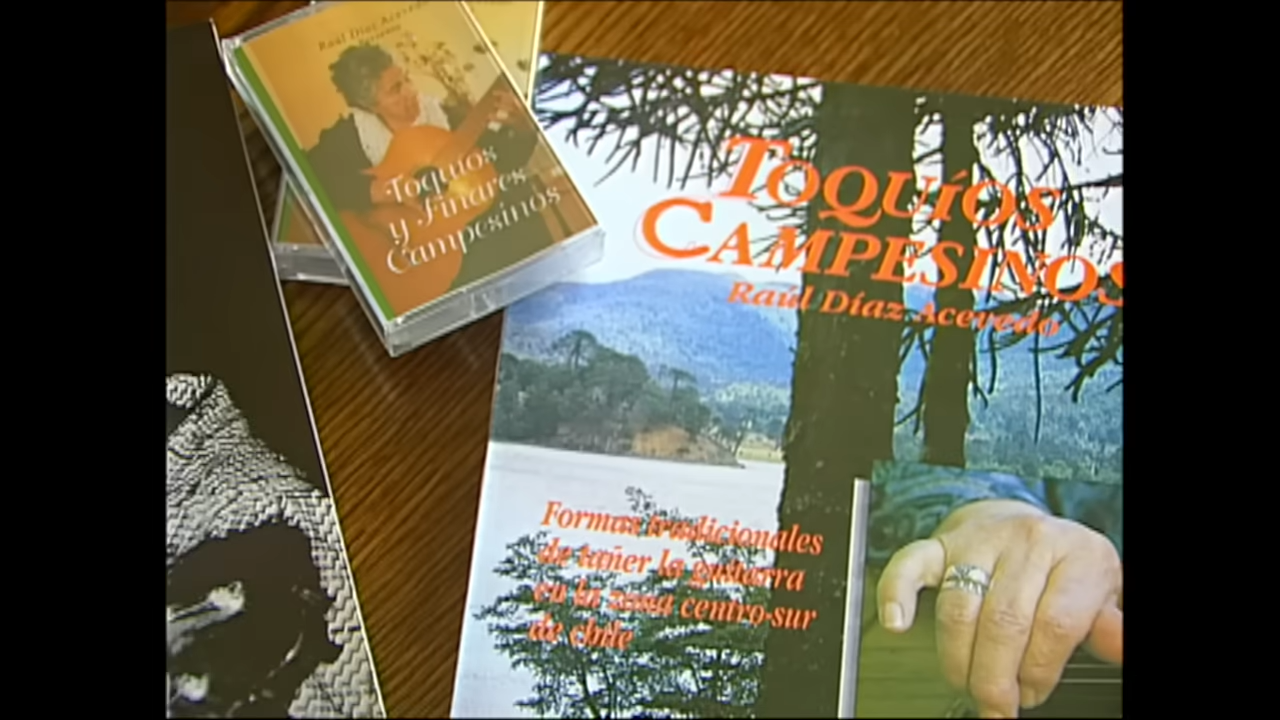 Raúl Díaz Acevedo
Toquíos
y Finares
Campesinos
TOQUÍOS
CAMPESINOS
Raúl Díaz Acevedo
Formas tradicionales
de tañer la guitarra
en la zona centro-sur
de chile